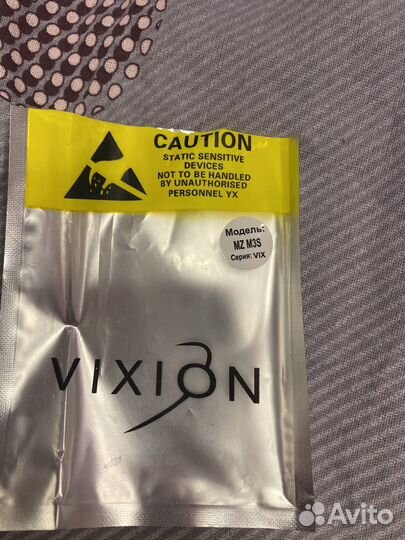 CAUTION
STATIC SENSITIVE
DEVICES
NOT TO BE HANDLED
BY UNAUTHORISED
PERSONNEL YX
Модель:
MZ M3S
Серия: VIX
VIXION
Avito